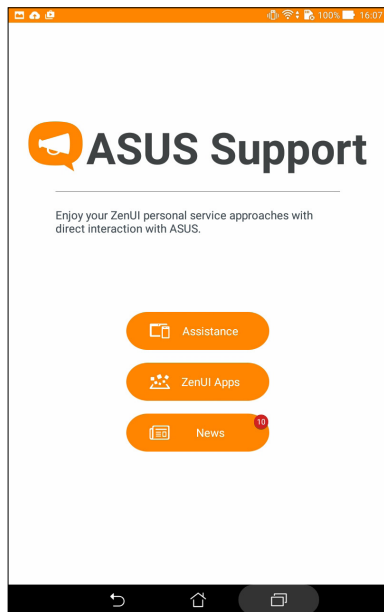 100% 16:07
ASUS Support
Enjoy your ZenUI personal service approaches with
direct interaction with ASUS.
Assistance
ZenUI Apps
10
News